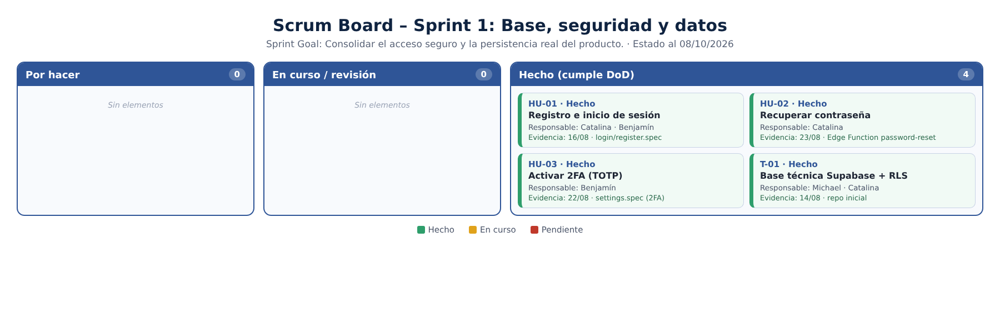 Scrum Board – Sprint 1: Base, seguridad y datos
Sprint Goal: Consolidar el acceso seguro y la persistencia real del producto. · Estado al 08/10/2026
Por hacer
0
Sin elementos
En curso / revisión
0
Sin elementos
Hecho (cumple DoD)
4
HU-01 · Hecho
Registro e inicio de sesión
Responsable: Catalina · Benjamín
Evidencia: 16/08 · login/register.spec
HU-02 · Hecho
Recuperar contraseña
Responsable: Catalina
Evidencia: 23/08 · Edge Function password-reset
HU-03 · Hecho
Activar 2FA (TOTP)
Responsable: Benjamín
Evidencia: 22/08 · settings.spec (2FA)
T-01 · Hecho
Base técnica Supabase + RLS
Responsable: Michael · Catalina
Evidencia: 14/08 · repo inicial
Hecho
En curso
Pendiente